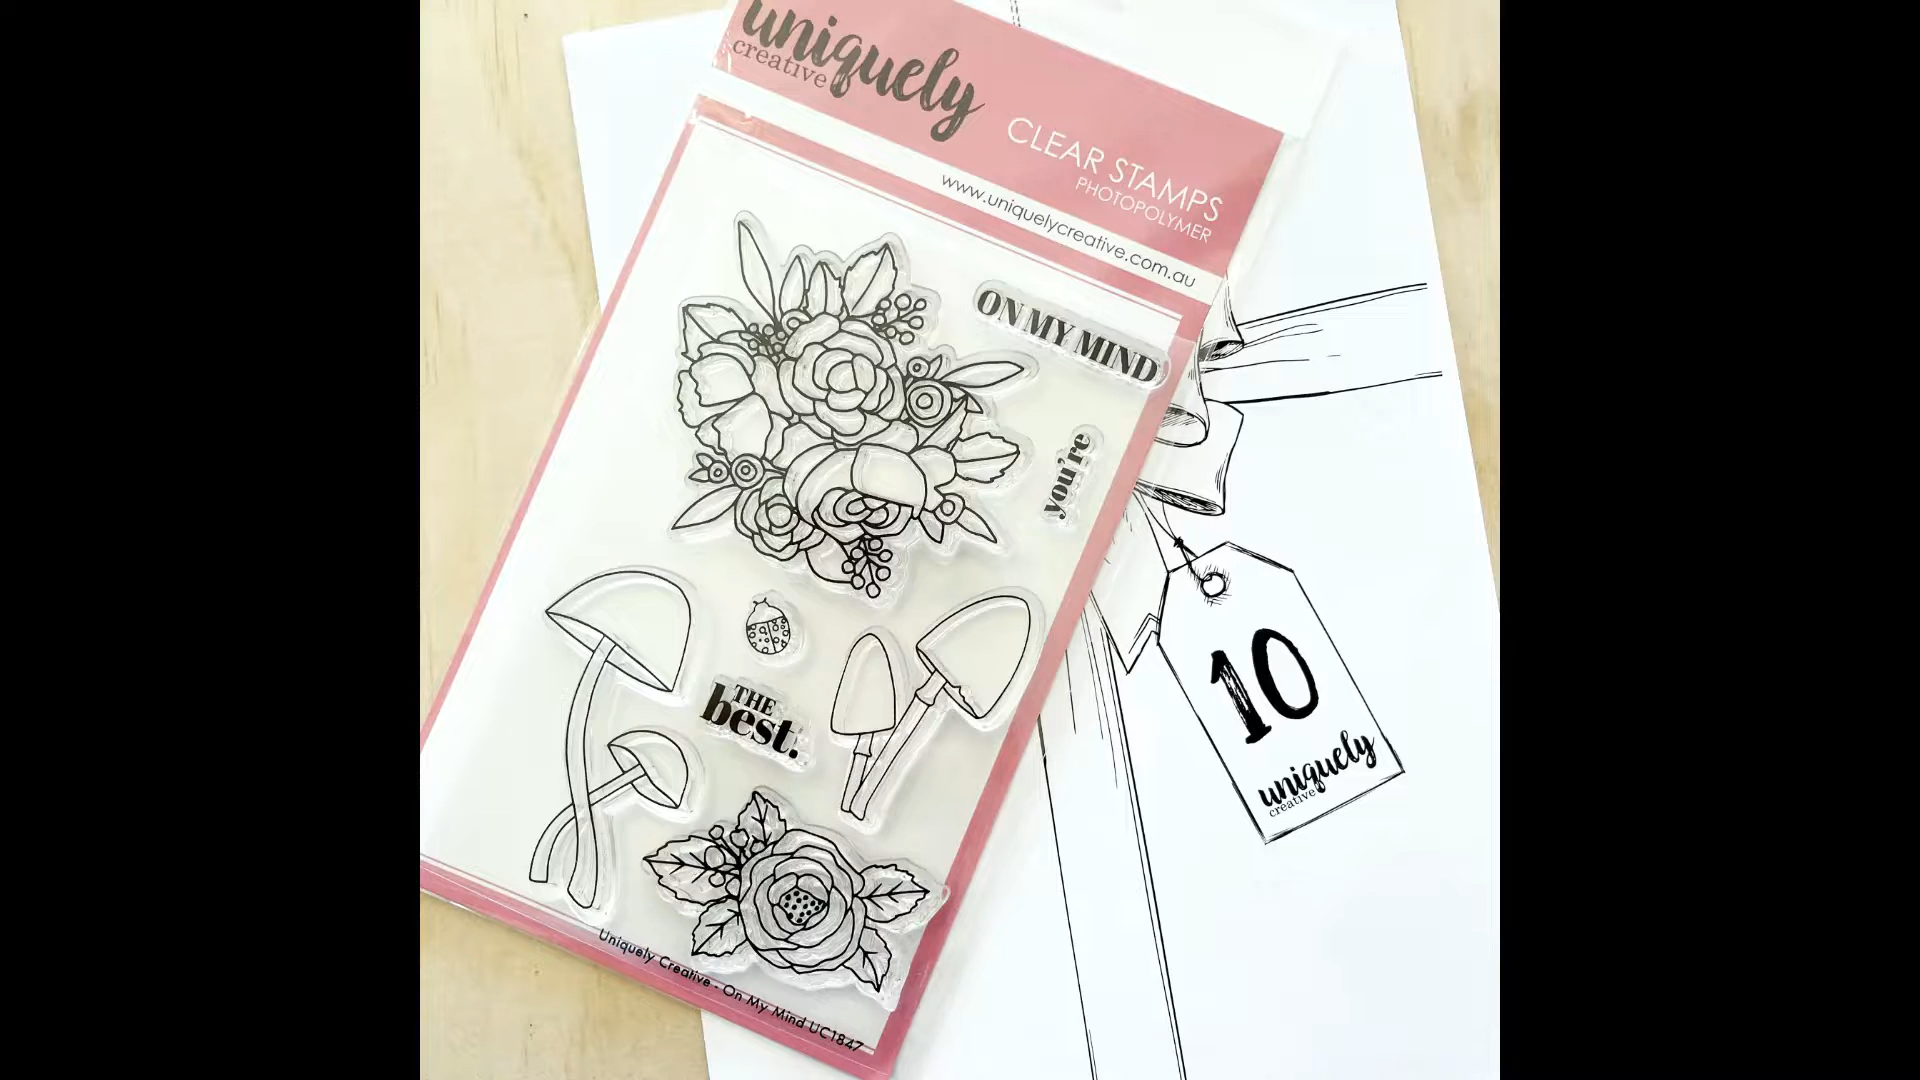 uniquely
creative
CLEAR STAMPS
PHOTOPOLYMER
www.uniquelycreative.com.au
ON MY MIND
you're
THE
best.
Uniquely Creative - On My Mind UC1847
10
uniquely
creative